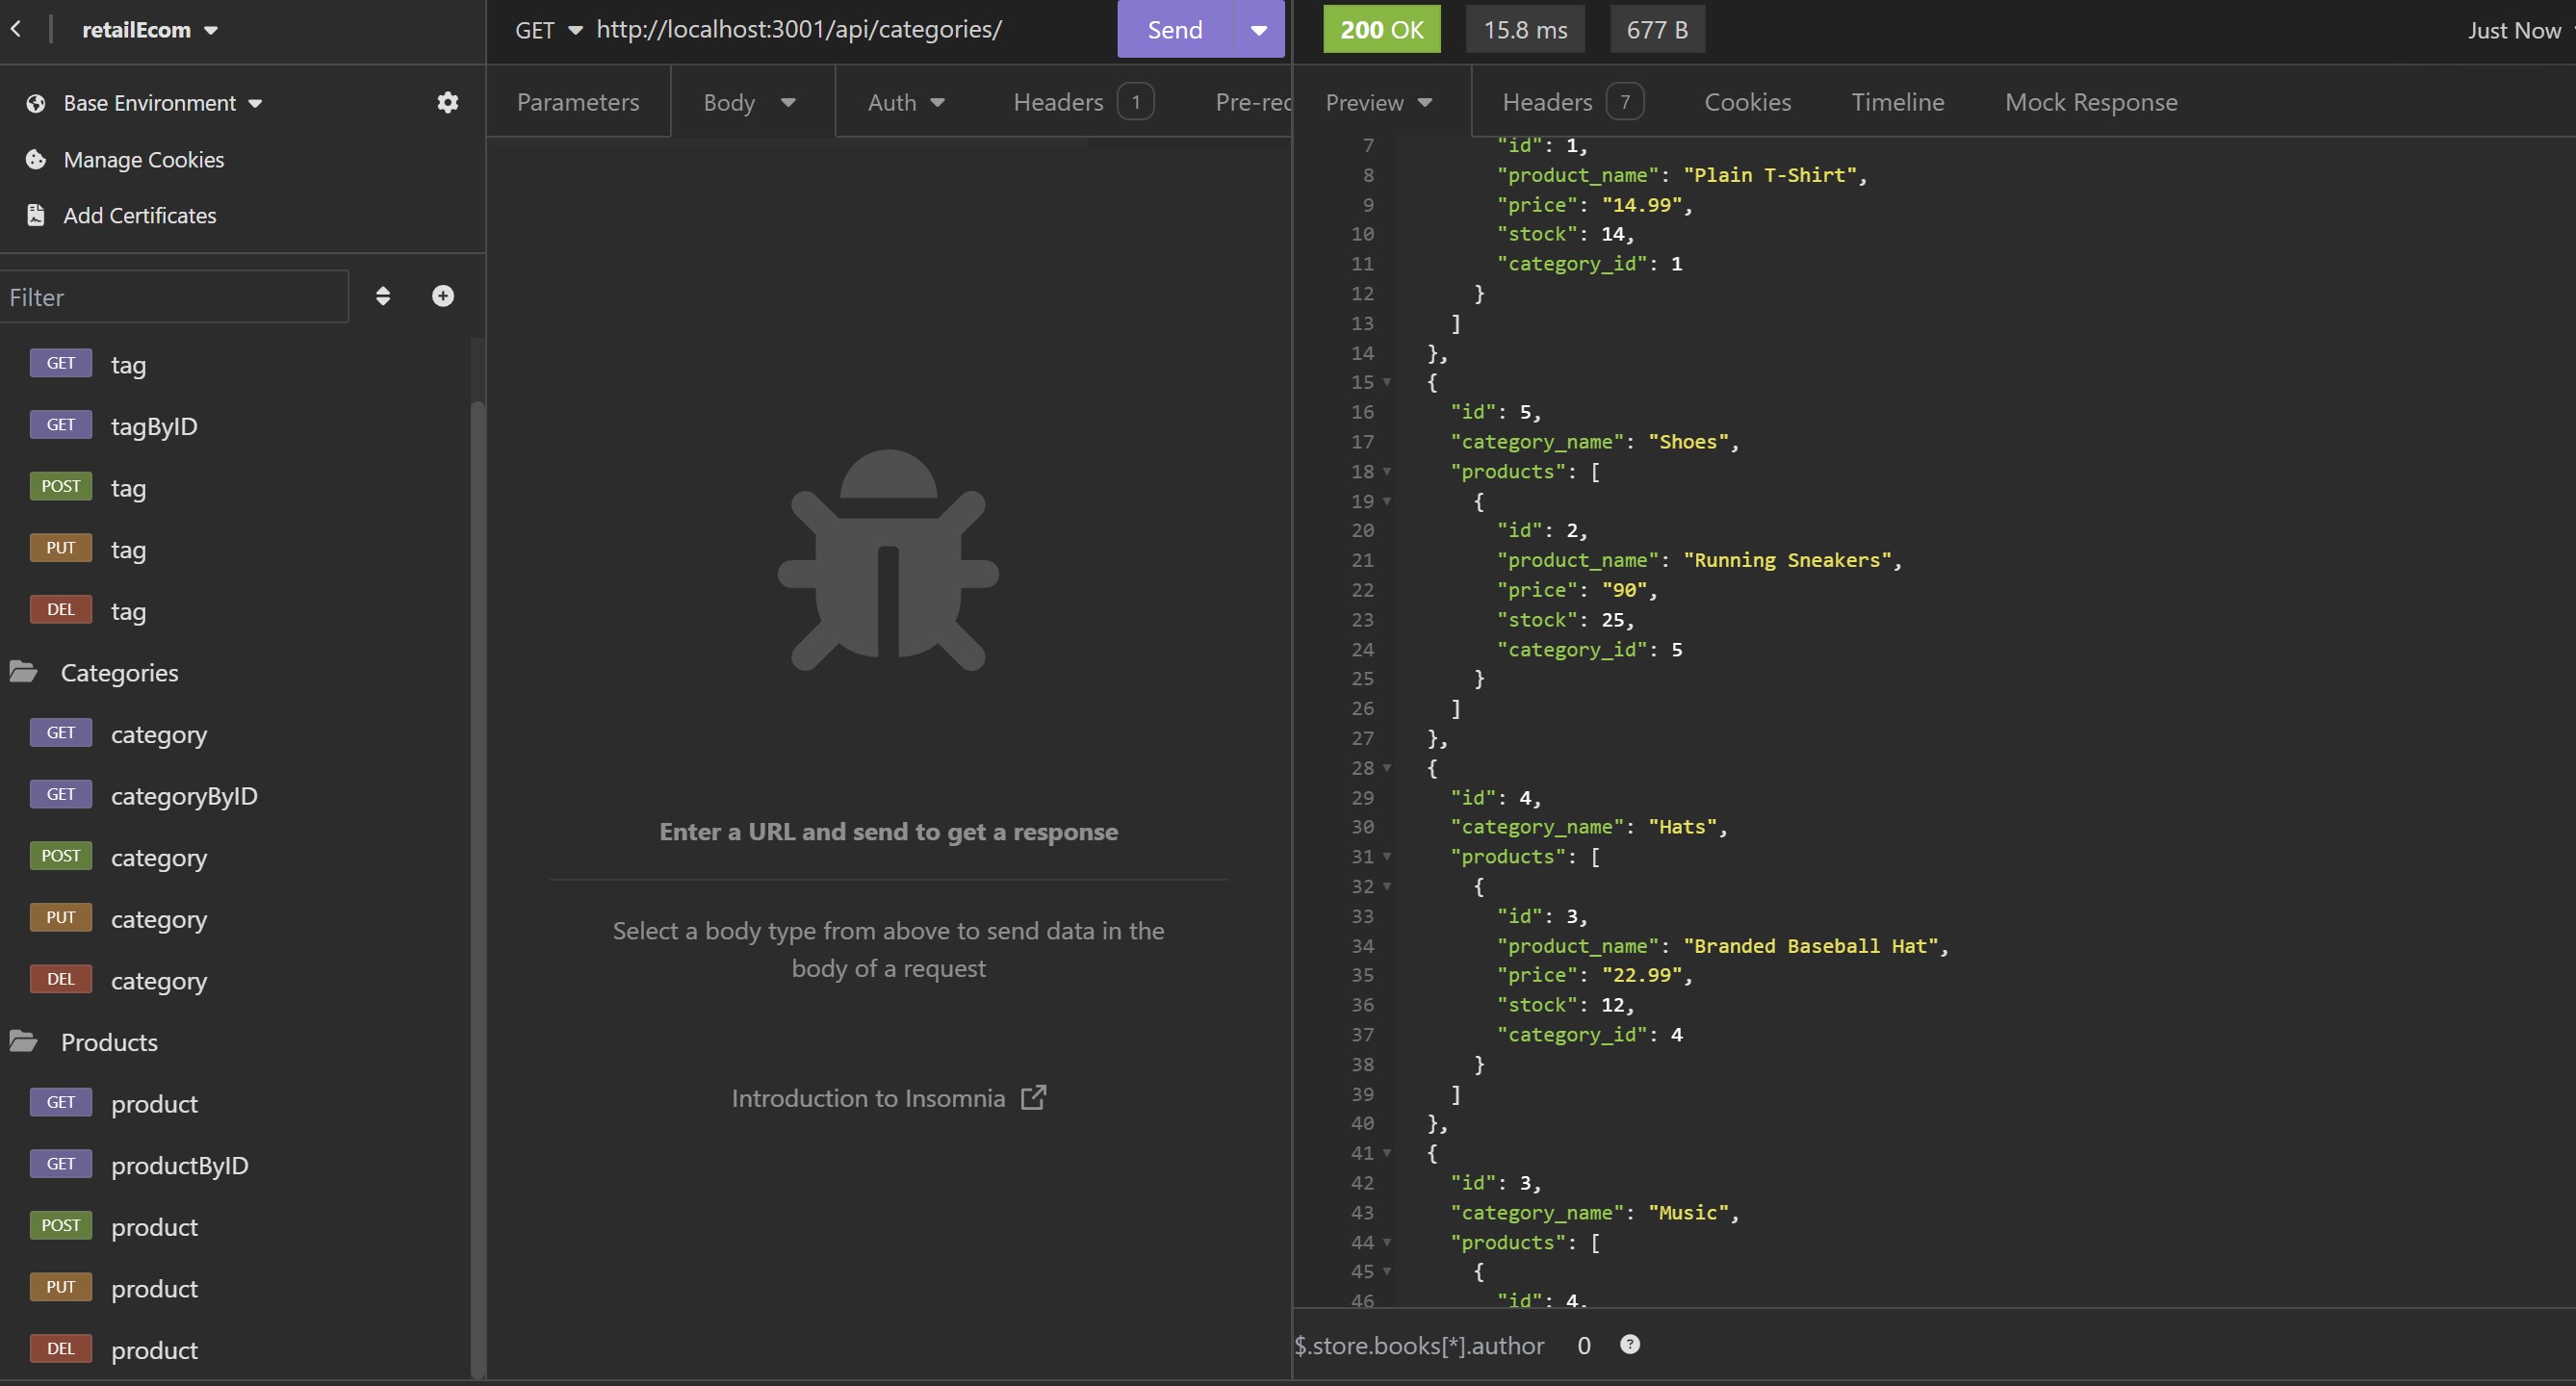 retailEcom
Base Environment
Manage Cookies
Add Certificates
Filter
GET tag
GET tagByID
POST tag
PUT tag
DEL tag
Categories
GET category
GET categoryByID
POST category
PUT category
DEL category
Products
GET product
GET productByID
POST product
PUT product
DEL product
GET http://localhost:3001/api/categories/ Send
Parameters Body Auth Headers 1 Pre-rec
Enter a URL and send to get a response
Select a body type from above to send data in the
body of a request
Introduction to Insomnia
200 OK 15.8 ms 677 B Just Now
Preview Headers 7 Cookies Timeline Mock Response
7 "id": 1,
8 "product_name": "Plain T-Shirt",
9 "price": "14.99",
10 "stock": 14,
11 "category_id": 1
12 }
13 ]
14 },
15 {
16 "id": 5,
17 "category_name": "Shoes",
18 "products": [
19 {
20 "id": 2,
21 "product_name": "Running Sneakers",
22 "price": "90",
23 "stock": 25,
24 "category_id": 5
25 }
26 ]
27 },
28 {
29 "id": 4,
30 "category_name": "Hats",
31 "products": [
32 {
33 "id": 3,
34 "product_name": "Branded Baseball Hat",
35 "price": "22.99",
36 "stock": 12,
37 "category_id": 4
38 }
39 ]
40 },
41 {
42 "id": 3,
43 "category_name": "Music",
44 "products": [
45 {
46 "id": 4,
$.store.books[*].author 0